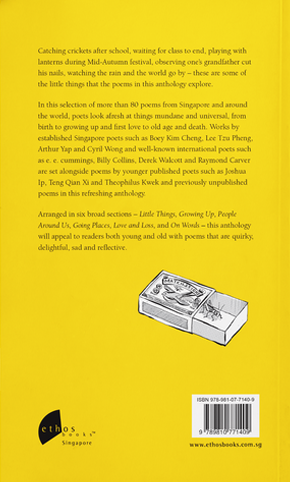 Catching crickets after school, waiting for class to end, playing with
lanterns during Mid-Autumn festival, observing one's grandfather cut
his nails, watching the rain and the world go by – these are some of
the little things that the poems in this anthology explore.
In this selection of more than 80 poems from Singapore and around
the world, poets look afresh at things mundane and universal, from
birth to growing up and first love to old age and death. Works by
established Singapore poets such as Boey Kim Cheng, Lee Tzu Pheng,
Arthur Yap and Cyril Wong and well-known international poets such
as e. e. cummings, Billy Collins, Derek Walcott and Raymond Carver
are set alongside poems by younger published poets such as Joshua
Ip, Teng Qian Xi and Theophilus Kwek and previously unpublished
poems in this refreshing anthology.
Arranged in six broad sections – Little Things, Growing Up, People
Around Us, Going Places, Love and Loss, and On Words – this anthology
will appeal to readers both young and old with poems that are quirky,
delightful, sad and reflective.
ISBN 978-981-07-7140-9
9 789810 771409
ethos
books™
Singapore
www.ethosbooks.com.sg